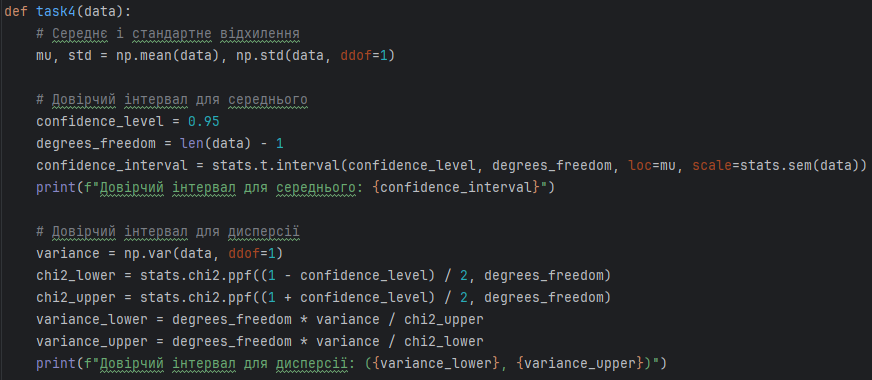 def task4(data):
    # Середнє і стандартне відхилення
    mu, std = np.mean(data), np.std(data, ddof=1)

    # Довірчий інтервал для середнього
    confidence_level = 0.95
    degrees_freedom = len(data) - 1
    confidence_interval = stats.t.interval(confidence_level, degrees_freedom, loc=mu, scale=stats.sem(data))
    print(f"Довірчий інтервал для середнього: {confidence_interval}")

    # Довірчий інтервал для дисперсії
    variance = np.var(data, ddof=1)
    chi2_lower = stats.chi2.ppf((1 - confidence_level) / 2, degrees_freedom)
    chi2_upper = stats.chi2.ppf((1 + confidence_level) / 2, degrees_freedom)
    variance_lower = degrees_freedom * variance / chi2_upper
    variance_upper = degrees_freedom * variance / chi2_lower
    print(f"Довірчий інтервал для дисперсії: ({variance_lower}, {variance_upper})")